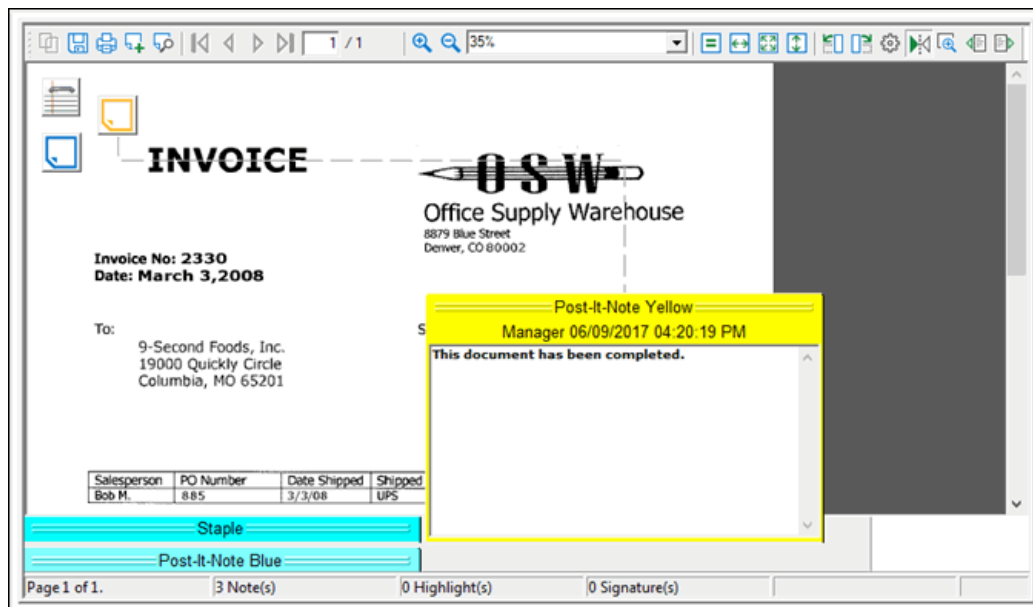 1 / 1
35%
INVOICE
OSW
Office Supply Warehouse
8879 Blue Street
Denver, CO 80002
Invoice No: 2330
Date: March 3,2008
To:
S
9-Second Foods, Inc.
19000 Quickly Circle
Columbia, MO 65201
Post-It-Note Yellow
Manager 06/09/2017 04:20:19 PM
This document has been completed.
Salesperson PO Number Date Shipped Shipped
Bob M. 885 3/3/08 UPS
Staple
Post-It-Note Blue
Page 1 of 1. 3 Note(s) 0 Highlight(s) 0 Signature(s)